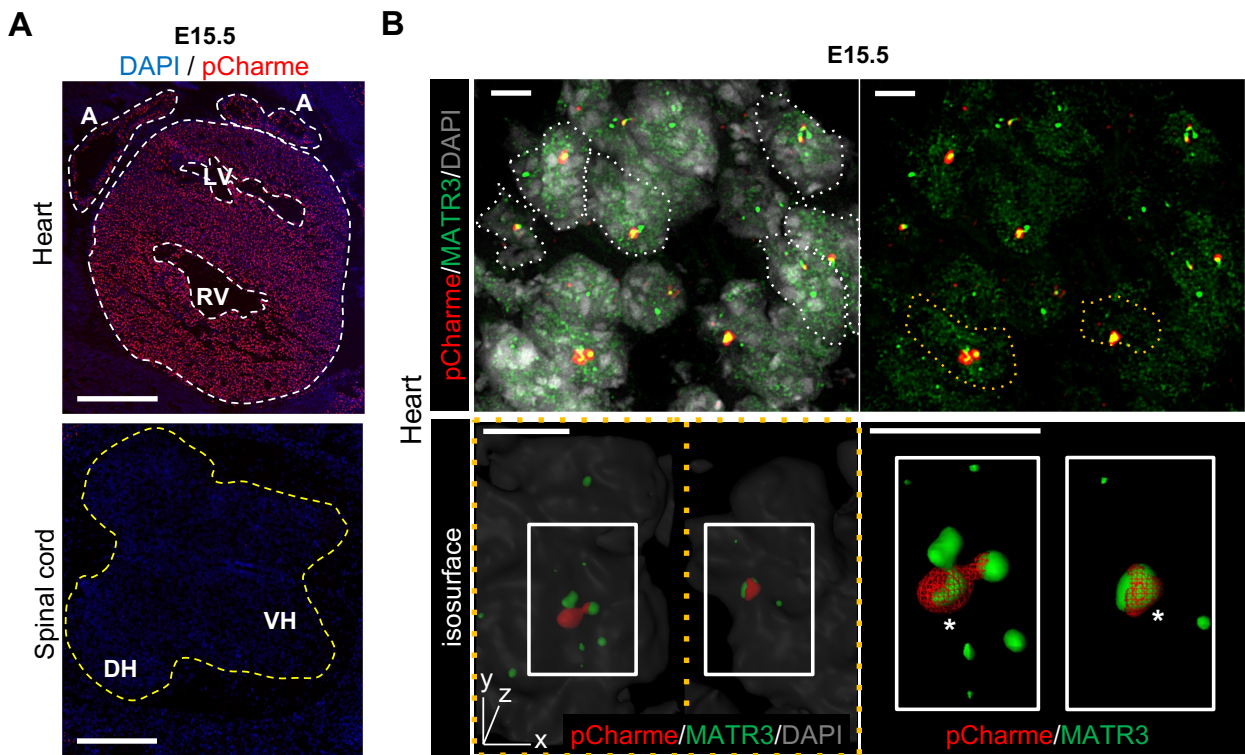 A
E15.5
DAPI / pCharme
Heart
A
A
LV
RV
Spinal cord
VH
DH
B
E15.5
Heart
pCharme/MATR3/DAPI
isosurface
y
z
x
pCharme/MATR3/DAPI
*
*
pCharme/MATR3